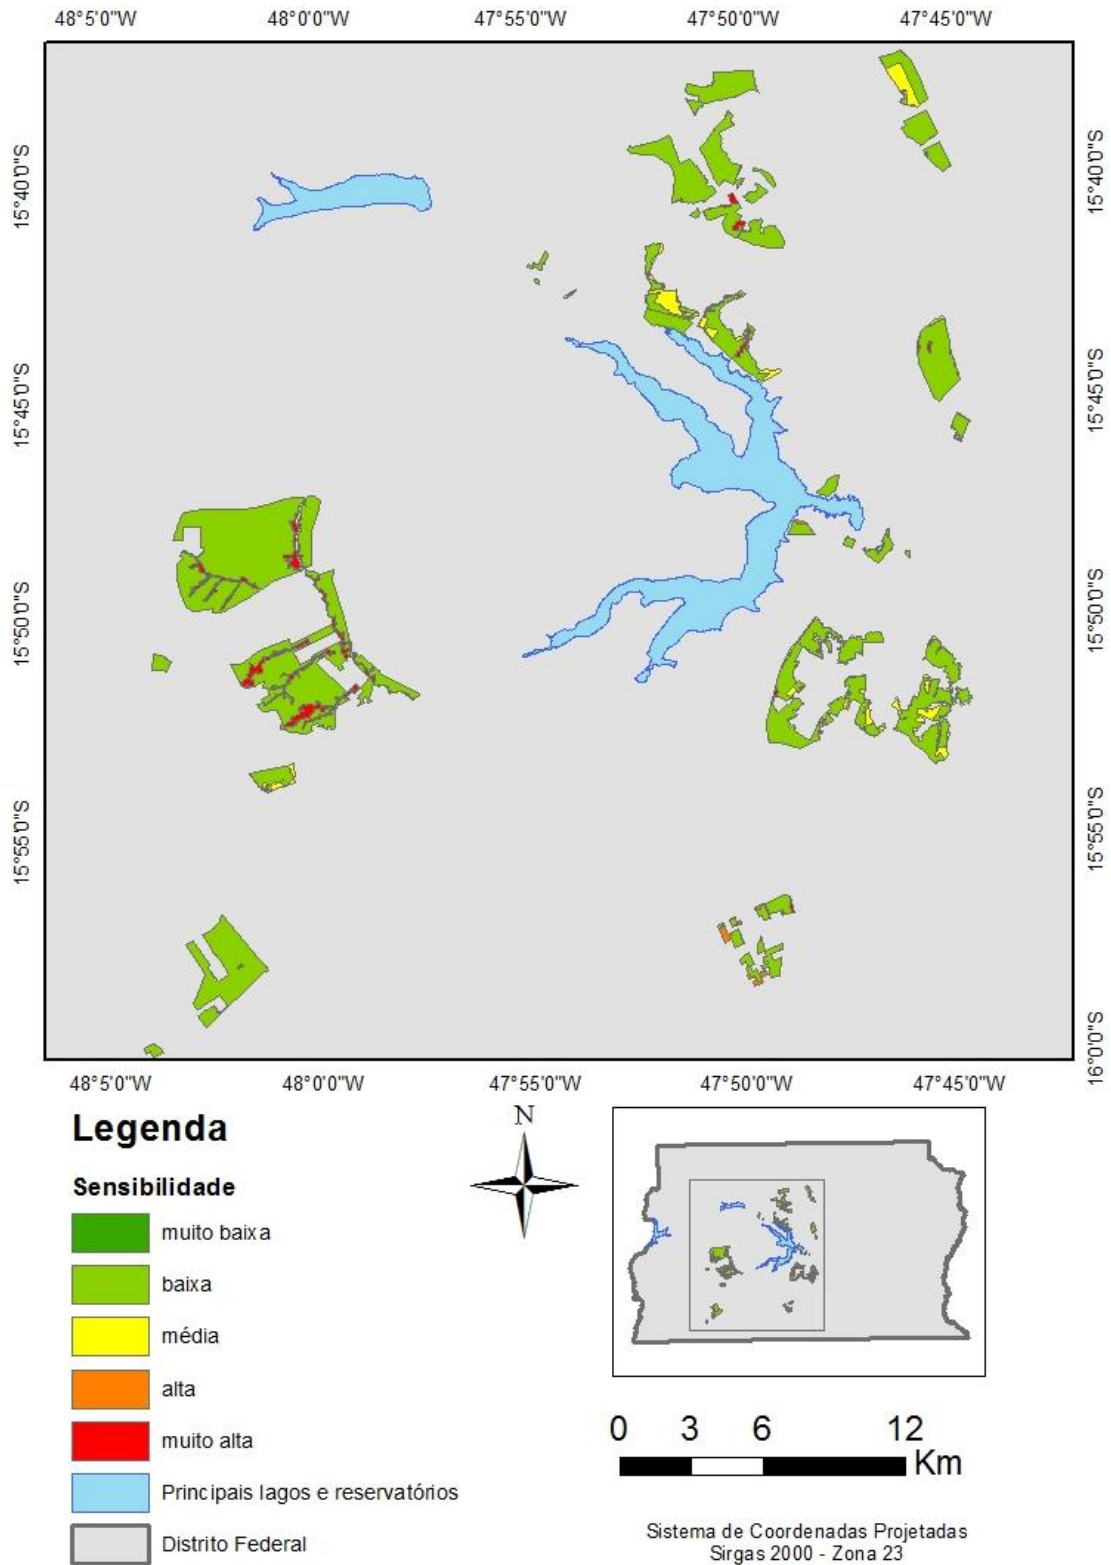 48°5'0"W 48°0'0"W 47°55'0"W 47°50'0"W 47°45'0"W
15°40'0"S 15°40'0"S
15°45'0"S 15°45'0"S
15°50'0"S 15°50'0"S
15°55'0"S 15°55'0"S
16°0'0"S
48°5'0"W 48°0'0"W 47°55'0"W 47°50'0"W 47°45'0"W
Legenda
N
Sensibilidade
muito baixa
baixa
média
alta
muito alta
Principais lagos e reservatórios
Distrito Federal
0 3 6 12
Km
Sistema de Coordenadas Projetadas
Sirgas 2000 - Zona 23